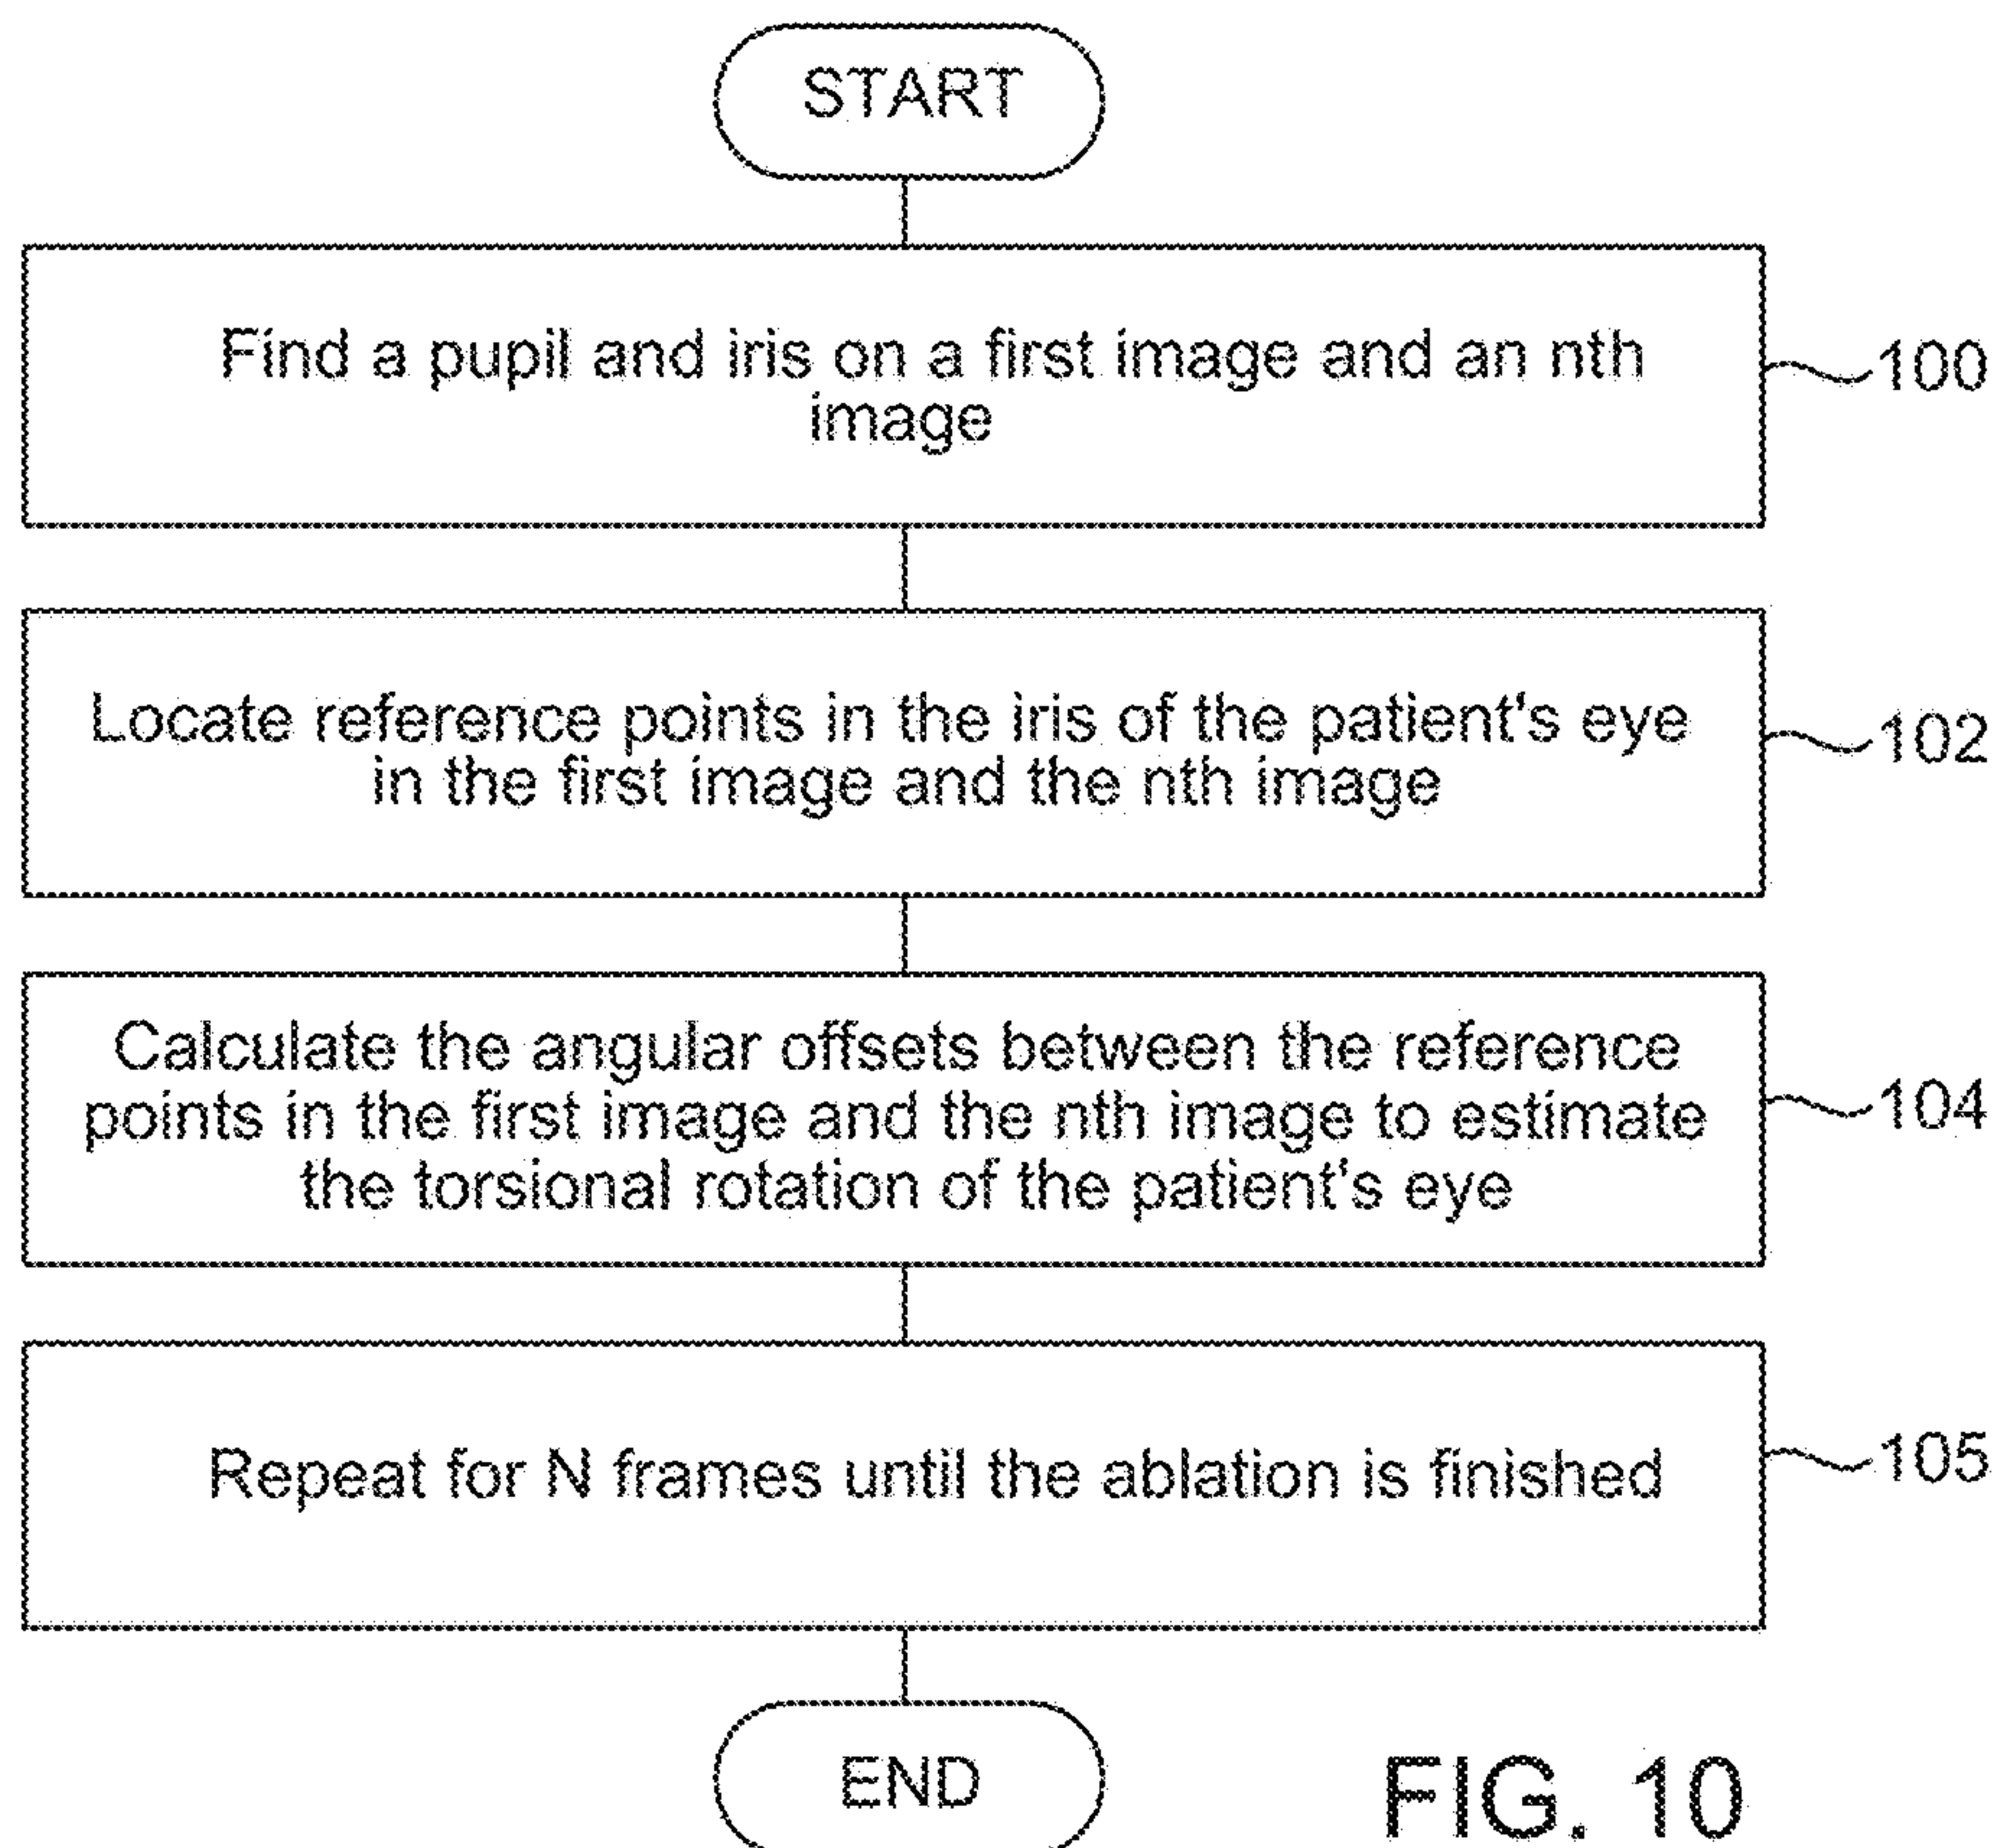 START
Find a pupil and iris on a first image and an nth
image
100
Locate reference points in the iris of the patient's eye
in the first image and the nth image
102
Calculate the angular offsets between the reference
points in the first image and the nth image to estimate
the torsional rotation of the patient's eye
104
Repeat for N frames until the ablation is finished
105
END
FIG. 10